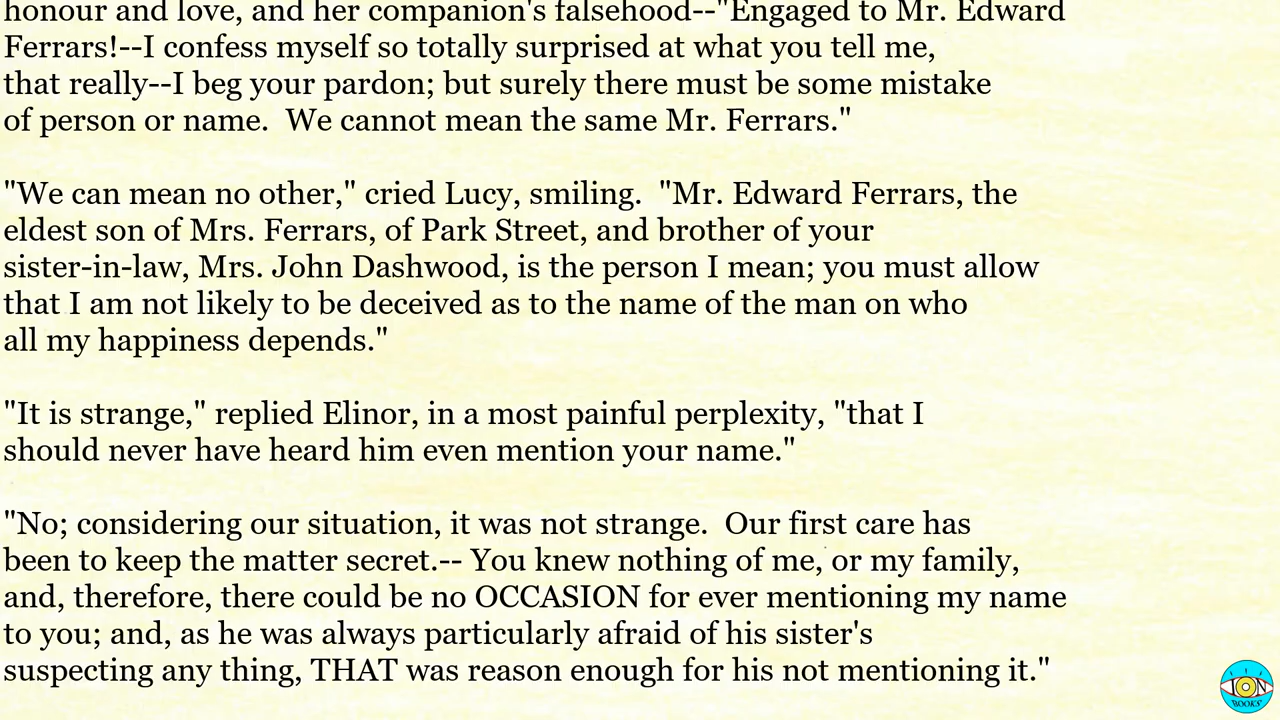 honour and love, and her companion's falsehood--"Engaged to Mr. Edward
Ferrars!--I confess myself so totally surprised at what you tell me,
that really--I beg your pardon; but surely there must be some mistake
of person or name.  We cannot mean the same Mr. Ferrars."
"We can mean no other," cried Lucy, smiling.  "Mr. Edward Ferrars, the
eldest son of Mrs. Ferrars, of Park Street, and brother of your
sister-in-law, Mrs. John Dashwood, is the person I mean; you must allow
that I am not likely to be deceived as to the name of the man on who
all my happiness depends."
"It is strange," replied Elinor, in a most painful perplexity, "that I
should never have heard him even mention your name."
"No; considering our situation, it was not strange.  Our first care has
been to keep the matter secret.-- You knew nothing of me, or my family,
and, therefore, there could be no OCCASION for ever mentioning my name
to you; and, as he was always particularly afraid of his sister's
suspecting any thing, THAT was reason enough for his not mentioning it."
ION
BOOKS